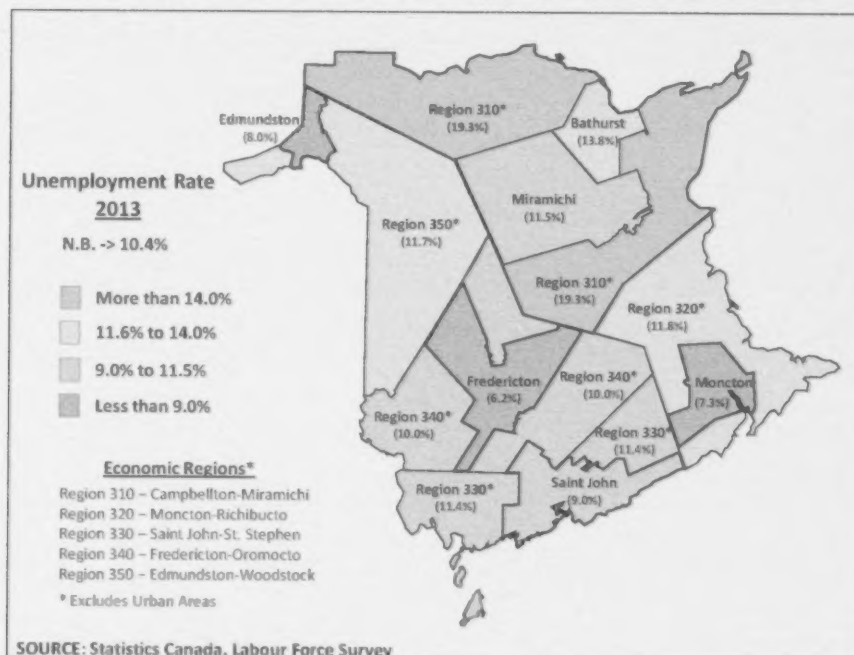 Edmundston
(8.0%)
Region 310*
(19.3%)
Bathurst
(13.8%)
Unemployment Rate
2013
N.B. -> 10.4%
Miramichi
(11.5%)
Region 350*
(11.7%)
Region 310*
(19.3%)
Region 320*
(11.8%)
More than 14.0%
11.6% to 14.0%
9.0% to 11.5%
Less than 9.0%
Fredericton
(6.2%)
Region 340*
(10.0%)
Moncton
(7.3%)
Region 340*
(10.0%)
Region 330*
(11.4%)
Region 330*
(11.4%)
Saint John
(9.0%)
Economic Regions*
Region 310 – Campbellton-Miramichi
Region 320 – Moncton-Richibucto
Region 330 – Saint John-St. Stephen
Region 340 – Fredericton-Oromocto
Region 350 – Edmundston-Woodstock
* Excludes Urban Areas
SOURCE: Statistics Canada, Labour Force Survey